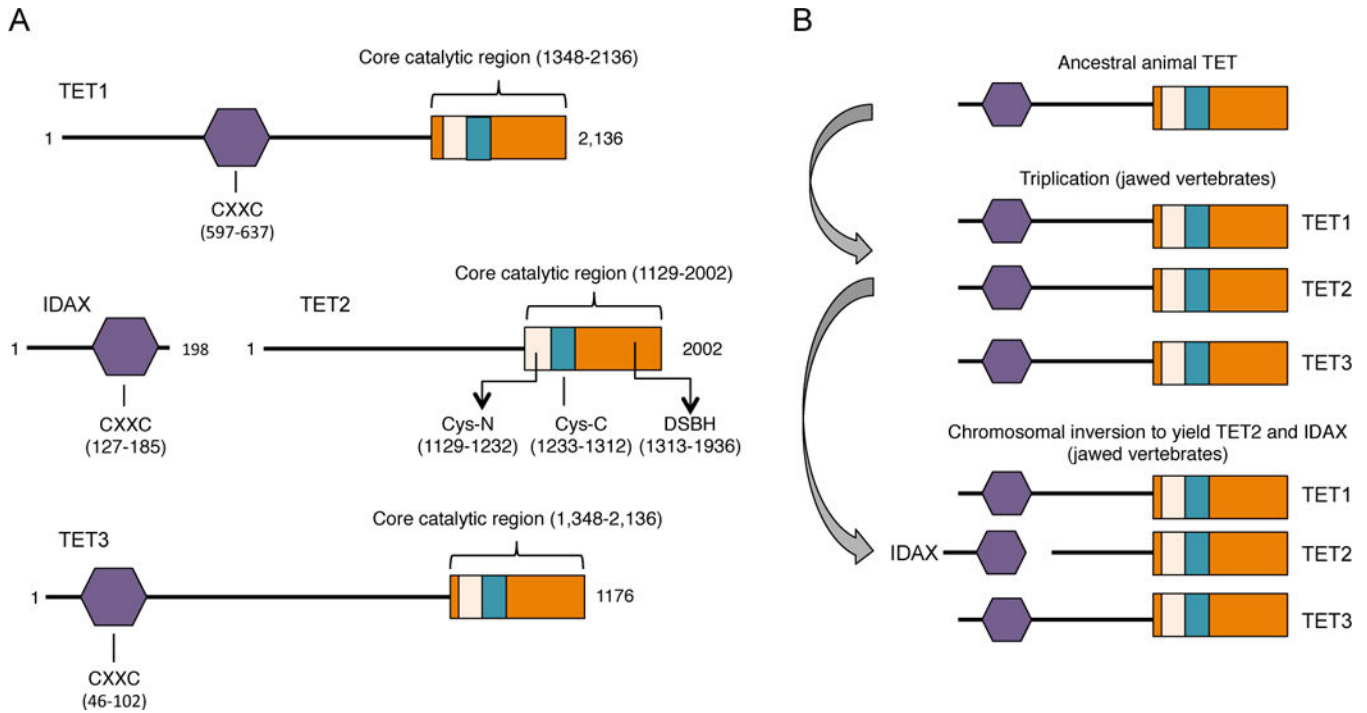 A
Core catalytic region (1348-2136)
TET1
1
2,136
CXXC
(597-637)
Core catalytic region (1129-2002)
IDAX
TET2
1
198
1
2002
CXXC
(127-185)
Cys-N
(1129-1232)
Cys-C
(1233-1312)
DSBH
(1313-1936)
Core catalytic region (1,348-2,136)
TET3
1
1176
CXXC
(46-102)
B
Ancestral animal TET
Triplication (jawed vertebrates)
TET1
TET2
TET3
Chromosomal inversion to yield TET2 and IDAX
(jawed vertebrates)
TET1
IDAX
TET2
TET3